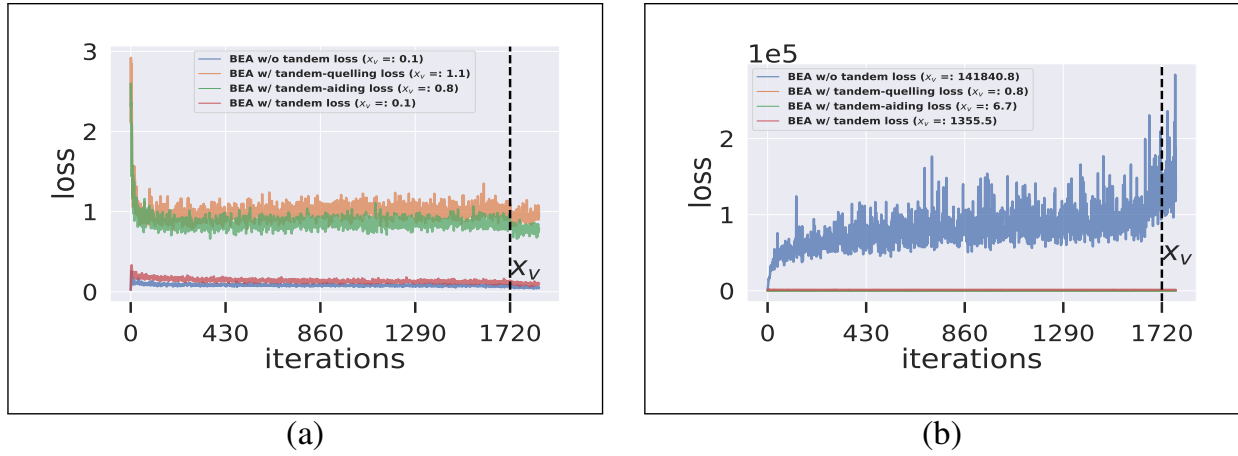 3
2
1
0
loss
BEA w/o tandem loss (x_v =: 0.1)
BEA w/ tandem-quelling loss (x_v =: 1.1)
BEA w/ tandem-aiding loss (x_v =: 0.8)
BEA w/ tandem loss (x_v =: 0.1)
x_v
0 430 860 1290 1720
iterations
(a)
1e5
2
1
0
loss
BEA w/o tandem loss (x_v =: 141840.8)
BEA w/ tandem-quelling loss (x_v =: 0.8)
BEA w/ tandem-aiding loss (x_v =: 6.7)
BEA w/ tandem loss (x_v =: 1355.5)
x_v
0 430 860 1290 1720
iterations
(b)